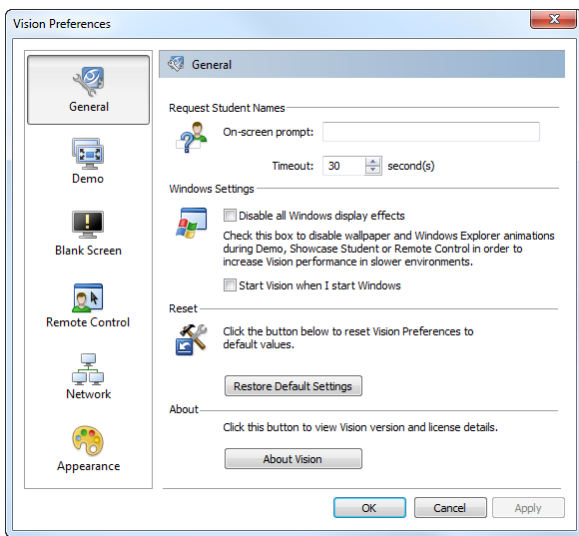 Vision Preferences
General
Demo
Blank Screen
Remote Control
Network
Appearance
General
Request Student Names
On-screen prompt:
Timeout: 30 second(s)
Windows Settings
Disable all Windows display effects
Check this box to disable wallpaper and Windows Explorer animations
during Demo, Showcase Student or Remote Control in order to
increase Vision performance in slower environments.
Start Vision when I start Windows
Reset
Click the button below to reset Vision Preferences to
default values.
Restore Default Settings
About
Click this button to view Vision version and license details.
About Vision
OK Cancel Apply